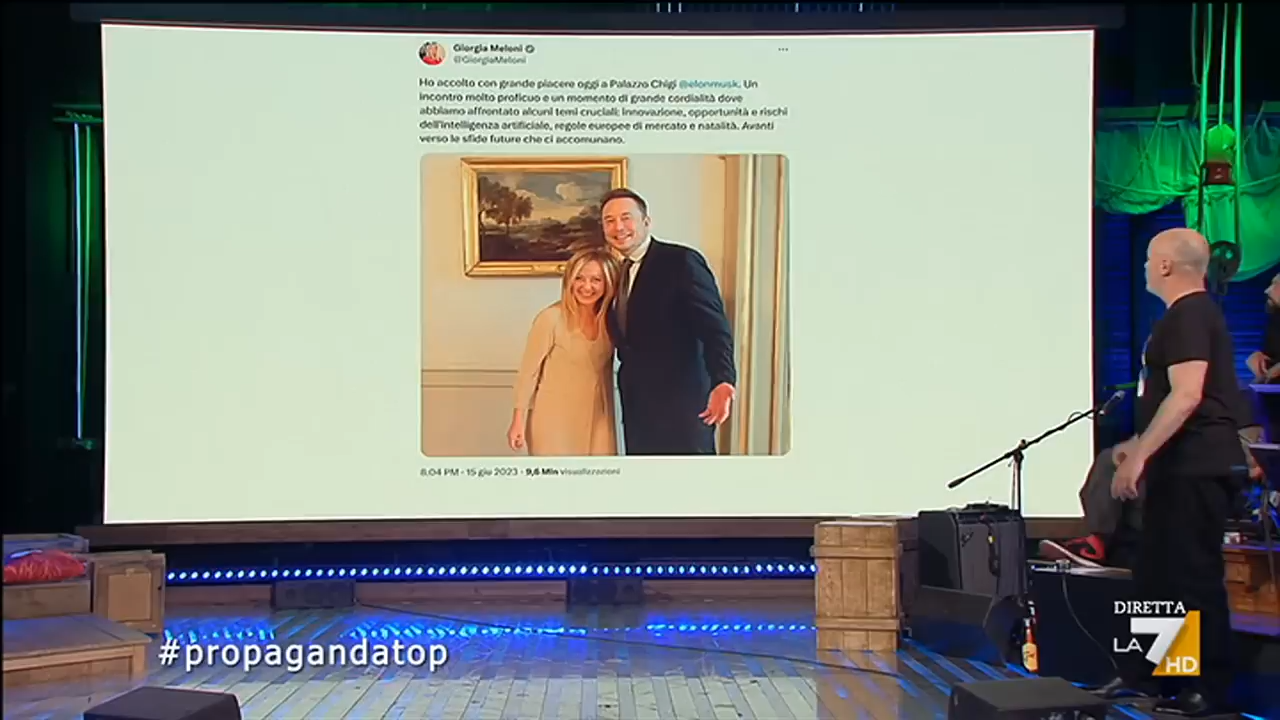 Giorgia Meloni
@GiorgiaMeloni
Ho accolto con grande piacere oggi a Palazzo Chigi @elonmusk. Un
incontro molto proficuo e un momento di grande cordialità dove
abbiamo affrontato alcuni temi cruciali: innovazione, opportunità e rischi
dell'intelligenza artificiale, regole europee di mercato e natalità. Avanti
verso le sfide future che ci accomunano.
8:04 PM · 15 giu 2023 · 9,6 Mln visualizzazioni
#propagandatop
DIRETTA
LA7
HD